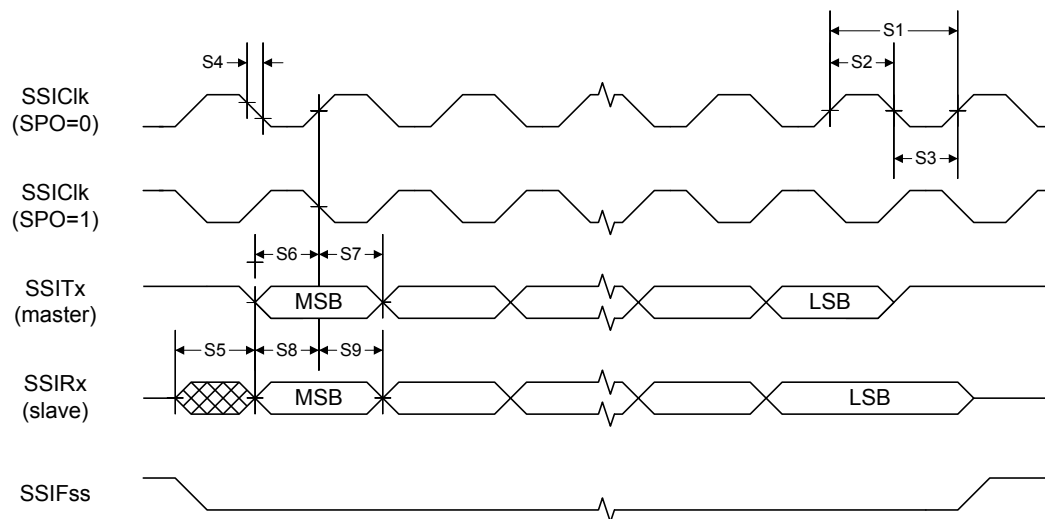 S1
S4
S2
SSIClk
(SPO=0)
S3
SSIClk
(SPO=1)
S6 S7
SSITx
(master)
MSB LSB
S5 S8 S9
SSIRx
(slave)
MSB LSB
SSIFss